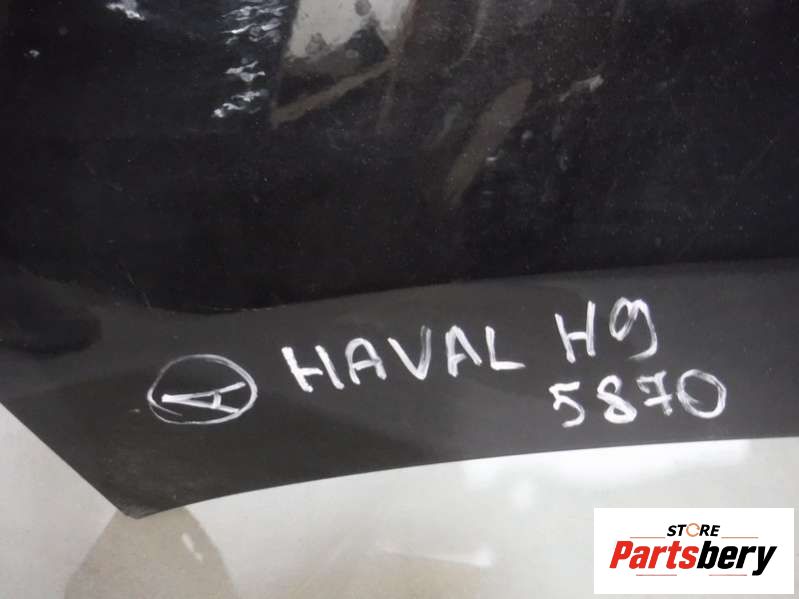 A HAVAL H9
5870
STORE
Partsbery